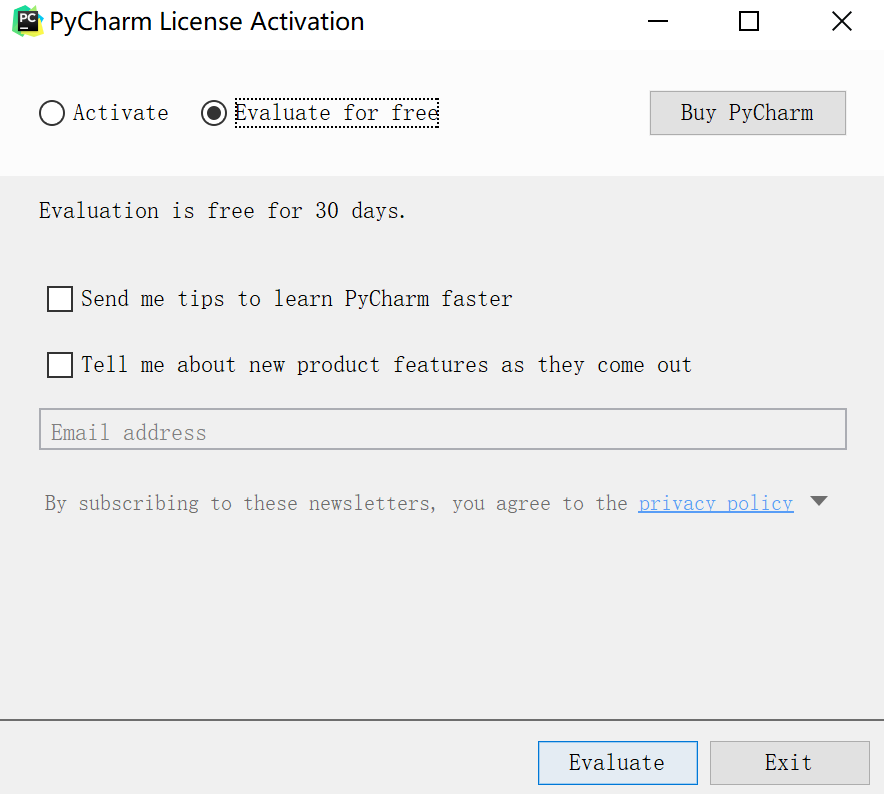 PC PyCharm License Activation
Activate Evaluate for free Buy PyCharm
Evaluation is free for 30 days.
Send me tips to learn PyCharm faster
Tell me about new product features as they come out
Email address
By subscribing to these newsletters, you agree to the privacy policy
Evaluate Exit